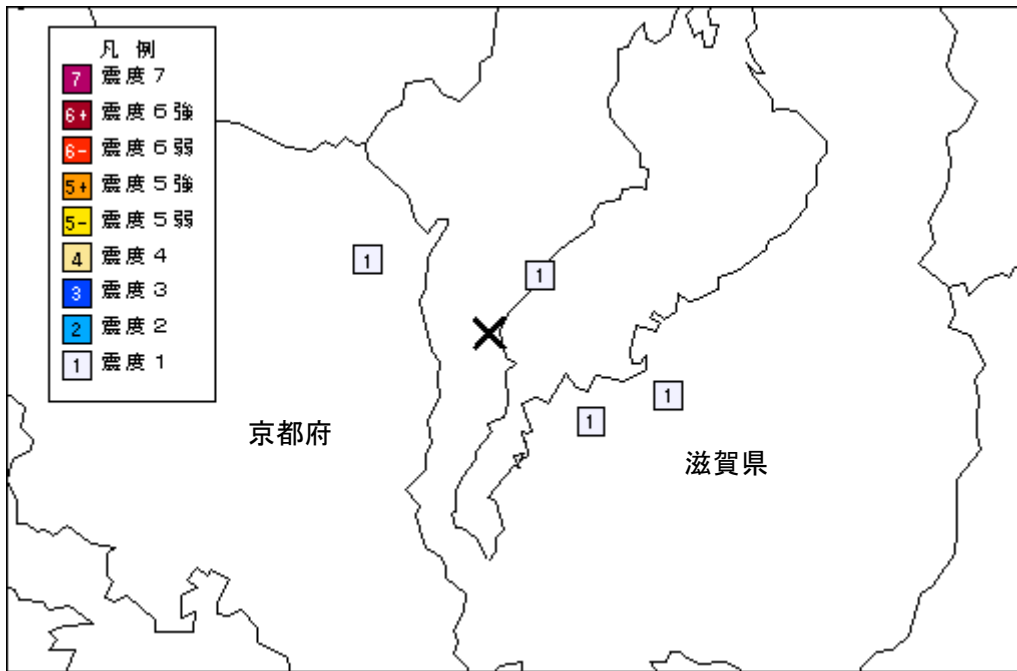 凡 例
7 震度７
6+ 震度６強
6- 震度６弱
5+ 震度５強
5- 震度５弱
4 震度４
3 震度３
2 震度２
1 震度１
1
1
1
1
京都府
滋賀県